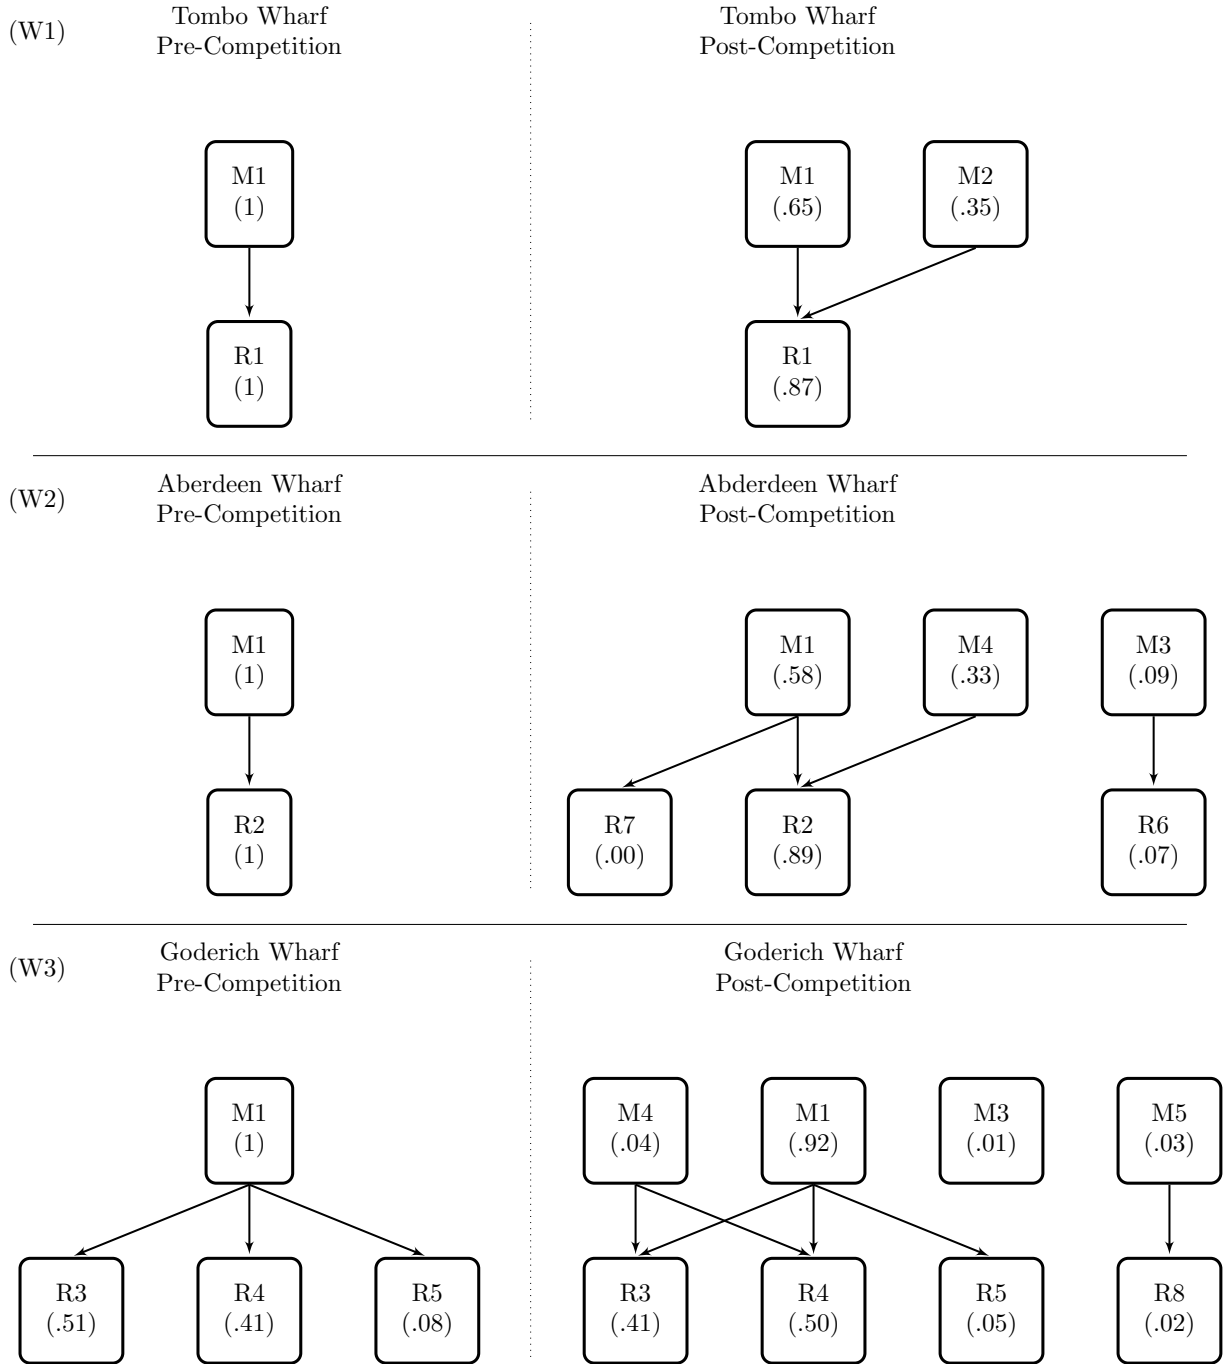 (W1)
Tombo Wharf
Pre-Competition
Tombo Wharf
Post-Competition
M1
(1)
M1
(.65)
M2
(.35)
R1
(1)
R1
(.87)
(W2)
Aberdeen Wharf
Pre-Competition
Abderdeen Wharf
Post-Competition
M1
(1)
M1
(.58)
M4
(.33)
M3
(.09)
R2
(1)
R7
(.00)
R2
(.89)
R6
(.07)
(W3)
Goderich Wharf
Pre-Competition
Goderich Wharf
Post-Competition
M1
(1)
M4
(.04)
M1
(.92)
M3
(.01)
M5
(.03)
R3
(.51)
R4
(.41)
R5
(.08)
R3
(.41)
R4
(.50)
R5
(.05)
R8
(.02)